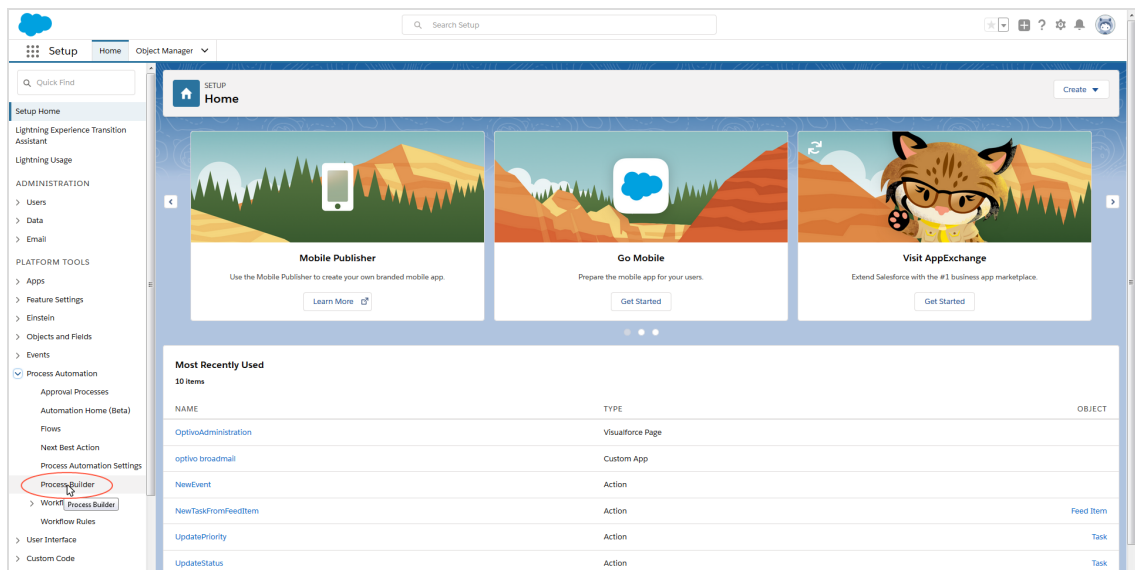 Search Setup
Setup
Home
Object Manager
Quick Find
Setup Home
Lightning Experience Transition
Assistant
Lightning Usage
ADMINISTRATION
Users
Data
Email
PLATFORM TOOLS
Apps
Feature Settings
Einstein
Objects and Fields
Events
Process Automation
Approval Processes
Automation Home (Beta)
Flows
Next Best Action
Process Automation Settings
Process Builder
Process Builder
Workflow Rules
User Interface
Custom Code
SETUP
Home
Create
Mobile Publisher
Use the Mobile Publisher to create your own branded mobile app.
Learn More
Go Mobile
Prepare the mobile app for your users.
Get Started
Visit AppExchange
Extend Salesforce with the #1 business app marketplace.
Get Started
Most Recently Used
10 items
NAME TYPE OBJECT
OptivoAdministration Visualforce Page
optivo broadmail Custom App
NewEvent Action
NewTaskFromFeedItem Action Feed Item
UpdatePriority Action Task
UpdateStatus Action Task